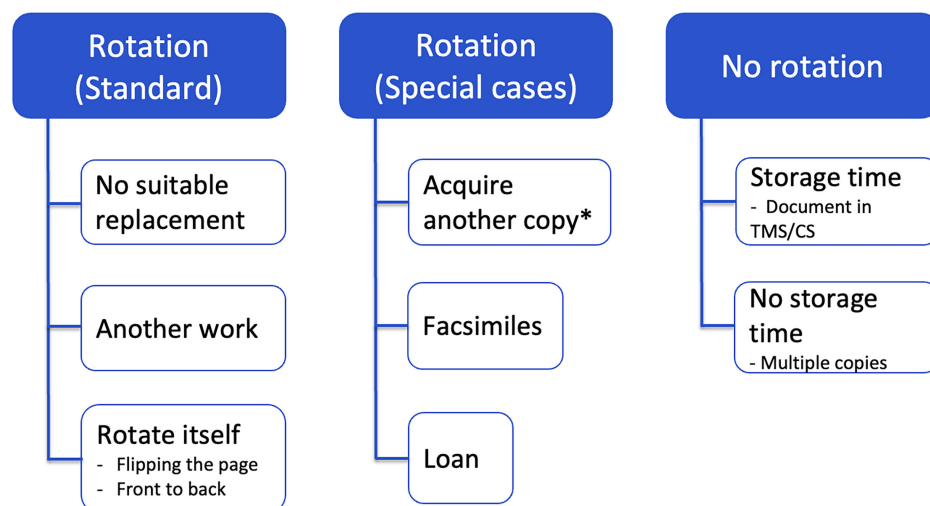 Rotation
(Standard)
No suitable
replacement
Another work
Rotate itself
- Flipping the page
- Front to back
Rotation
(Special cases)
Acquire
another copy*
Facsimiles
Loan
No rotation
Storage time
- Document in
TMS/CS
No storage
time
- Multiple copies